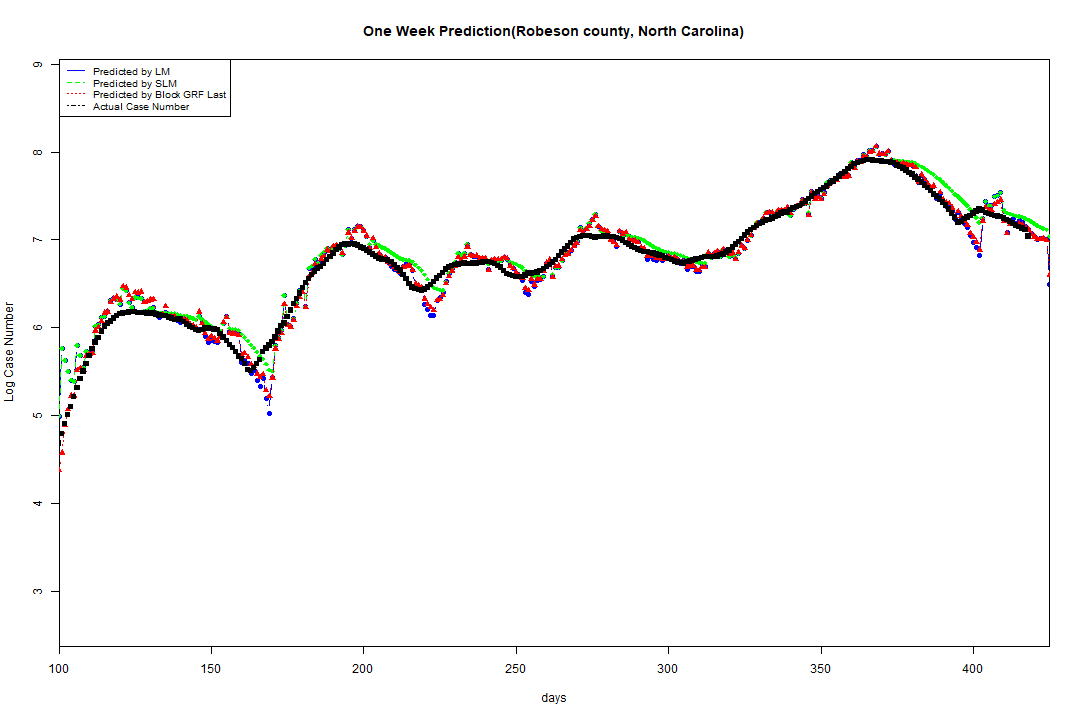 One Week Prediction(Robeson county, North Carolina)
9
Predicted by LM
Predicted by SLM
Predicted by Block GRF Last
Actual Case Number
8
7
6
5
4
3
Log Case Number
100 150 200 250 300 350 400
days